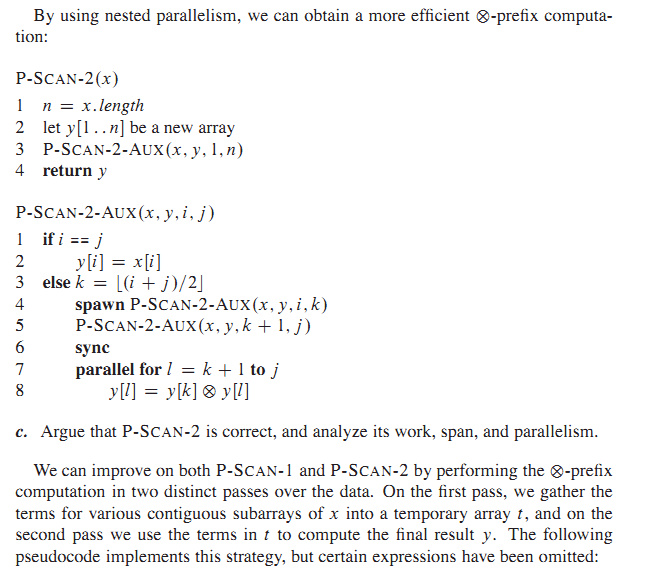 By using nested parallelism, we can obtain a more efficient ⊗-prefix computa-
tion:
P-SCAN-2(x)
1 n = x.length
2 let y[1..n] be a new array
3 P-SCAN-2-AUX(x, y, 1, n)
4 return y
P-SCAN-2-AUX(x, y, i, j)
1 if i == j
2 y[i] = x[i]
3 else k = ⌊(i + j)/2⌋
4 spawn P-SCAN-2-AUX(x, y, i, k)
5 P-SCAN-2-AUX(x, y, k + 1, j)
6 sync
7 parallel for l = k + 1 to j
8 y[l] = y[k] ⊗ y[l]
c. Argue that P-SCAN-2 is correct, and analyze its work, span, and parallelism.
We can improve on both P-SCAN-1 and P-SCAN-2 by performing the ⊗-prefix
computation in two distinct passes over the data. On the first pass, we gather the
terms for various contiguous subarrays of x into a temporary array t, and on the
second pass we use the terms in t to compute the final result y. The following
pseudocode implements this strategy, but certain expressions have been omitted: